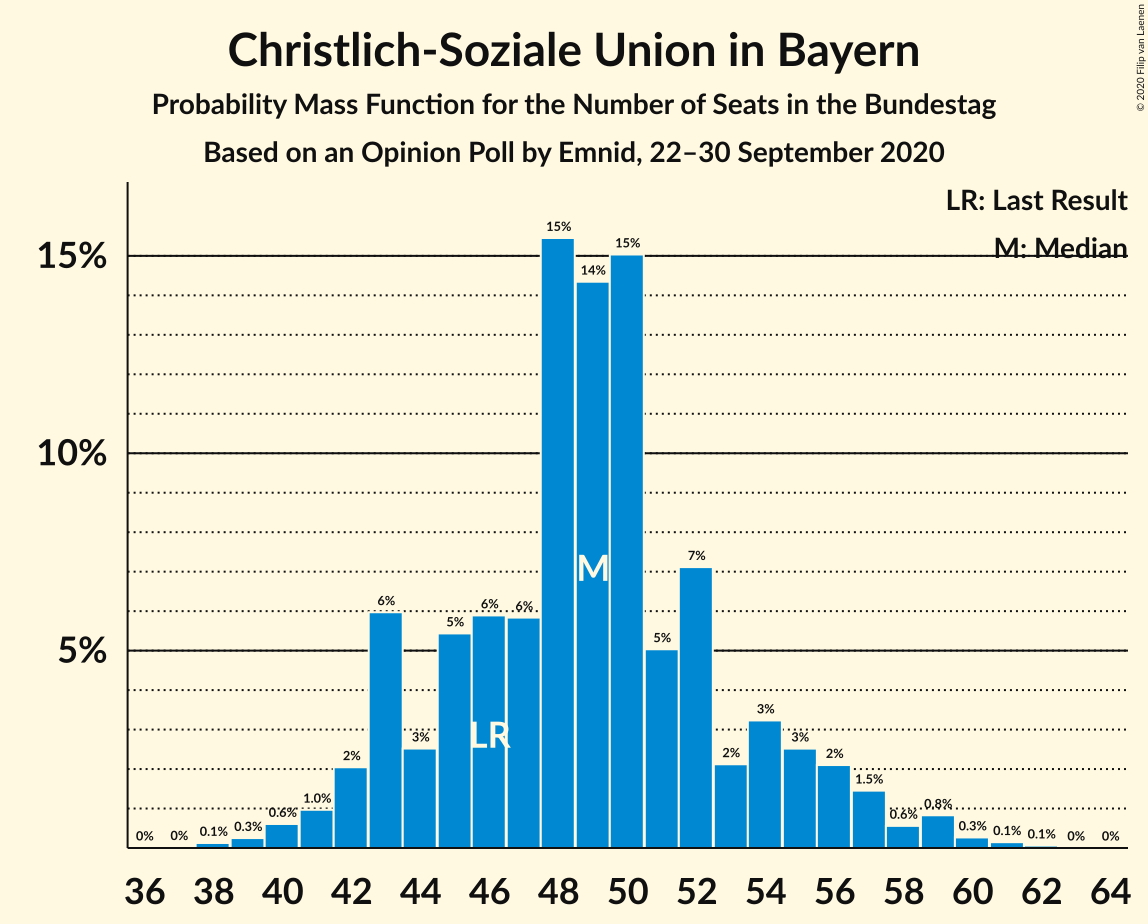 Christlich-Soziale Union in Bayern
Probability Mass Function for the Number of Seats in the Bundestag
Based on an Opinion Poll by Emnid, 22–30 September 2020
© 2020 Filip van Laenen
LR: Last Result
M: Median
15%
10%
5%
0% 0% 0.1% 0.3% 0.6% 1.0% 2% 6% 3% 5% 6% 6% 15% 14% 15% 5% 7% 2% 3% 3% 2% 1.5% 0.6% 0.8% 0.3% 0.1% 0.1% 0% 0%
M
LR
36 38 40 42 44 46 48 50 52 54 56 58 60 62 64